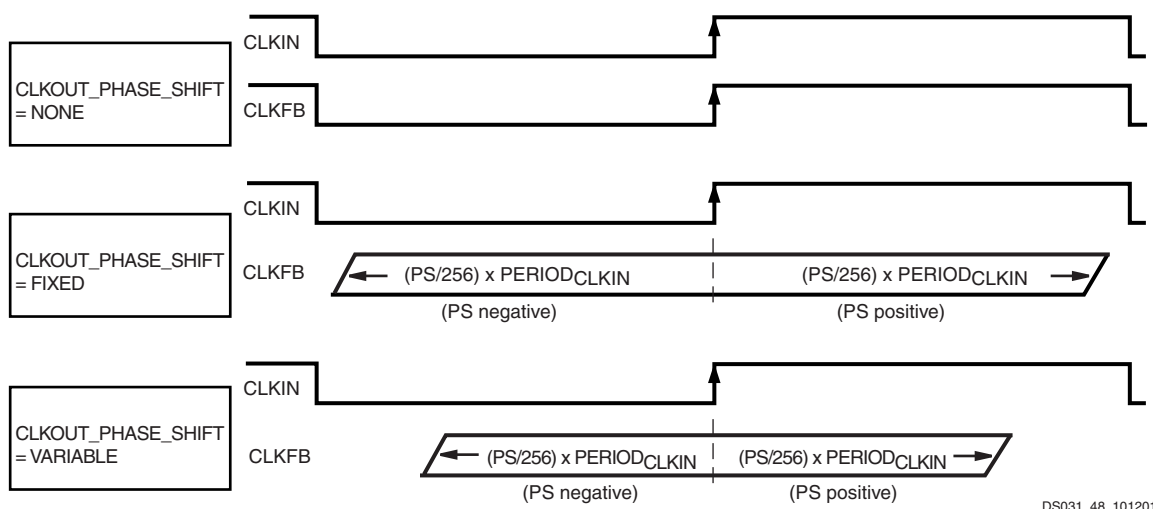 CLKIN
CLKOUT_PHASE_SHIFT
= NONE
CLKFB
CLKIN
CLKOUT_PHASE_SHIFT
= FIXED
CLKFB
(PS/256) x PERIODCLKIN
(PS/256) x PERIODCLKIN
(PS negative)
(PS positive)
CLKIN
CLKOUT_PHASE_SHIFT
= VARIABLE
CLKFB
(PS/256) x PERIODCLKIN
(PS/256) x PERIODCLKIN
(PS negative)
(PS positive)
DS031_48_101201